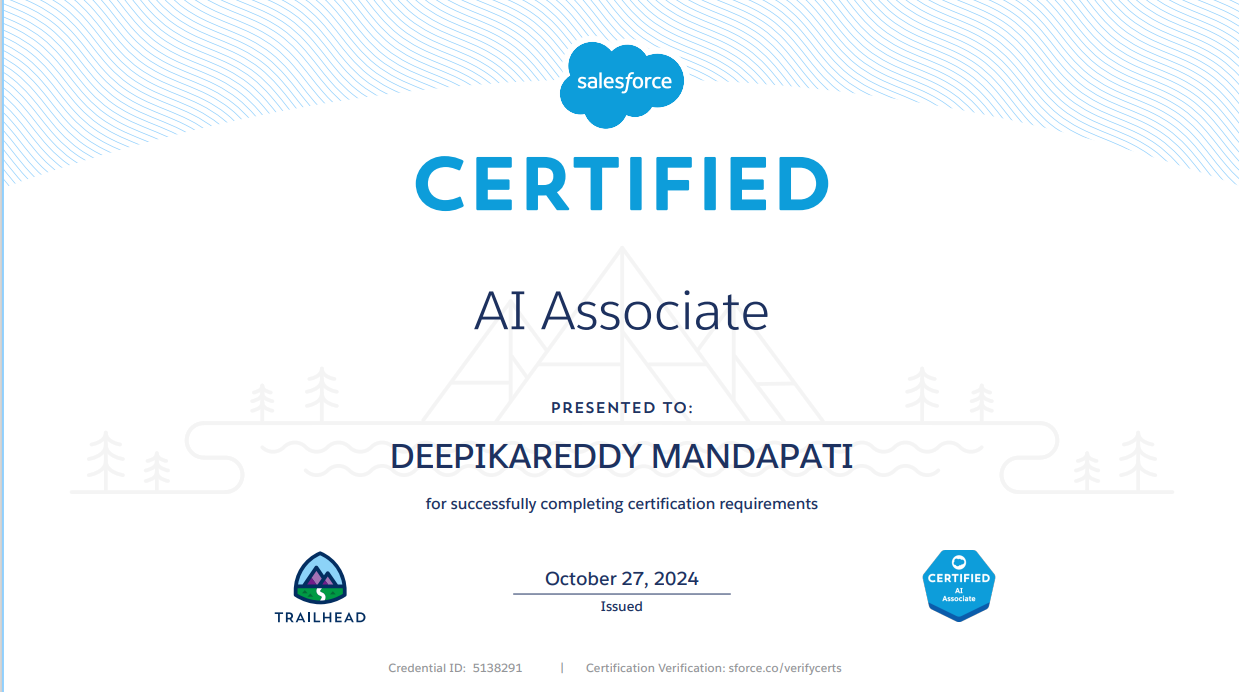 salesforce
CERTIFIED
AI Associate
PRESENTED TO:
DEEPIKAREDDY MANDAPATI
for successfully completing certification requirements
October 27, 2024
Issued
TRAILHEAD
CERTIFIED
AI
Associate
Credential ID: 5138291 | Certification Verification: sforce.co/verifycerts